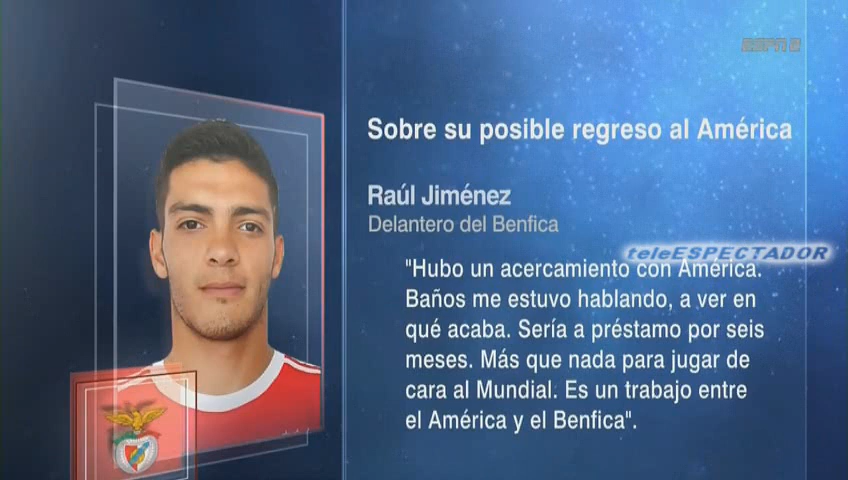 ESPN
Sobre su posible regreso al América
Raúl Jiménez
Delantero del Benfica
teleESPECTADOR
"Hubo un acercamiento con América.
Baños me estuvo hablando, a ver en
qué acaba. Sería a préstamo por seis
meses. Más que nada para jugar de
cara al Mundial. Es un trabajo entre
el América y el Benfica".